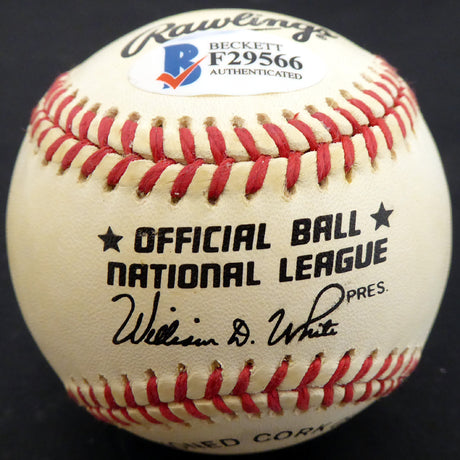 Rawlings
BECKETT
F29566
AUTHENTICATED
★ OFFICIAL BALL ★
NATIONAL LEAGUE
William D. White PRES.